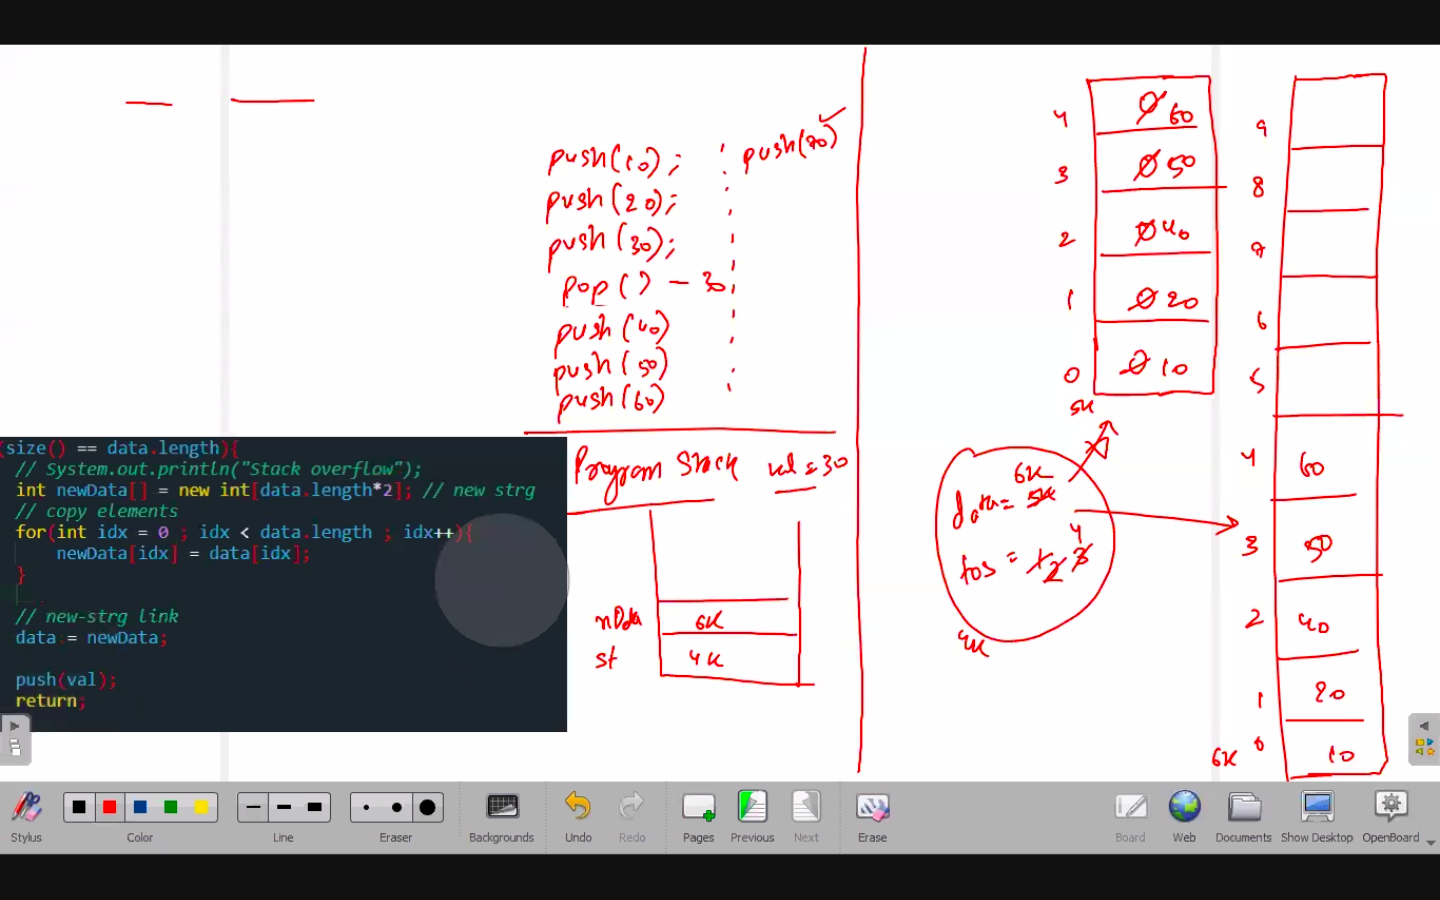 push(10);
push(20);
push(30);
pop() - 30
push(40)
push(50)
push(60)
push(70)
Program Stack val = 30
nData 6K
st 4K
(size() == data.length){
// System.out.println("Stack overflow");
int newData[] = new int[data.length*2]; // new strg
// copy elements
for(int idx = 0 ; idx < data.length ; idx++){
newData[idx] = data[idx];
}
// new-strg link
data = newData;
push(val);
return;
4 0 60
3 0 50
2 0 40
1 0 20
0 0 10
5K
6K
data = 5K
4
tos = 1 2 3
4K
9
8
7
6
5
4 60
3 50
2 40
1 20
6K 0 10
Stylus
Color
Line
Eraser
Backgrounds
Undo
Redo
Pages
Previous
Next
Erase
Board
Web
Documents
Show Desktop
OpenBoard